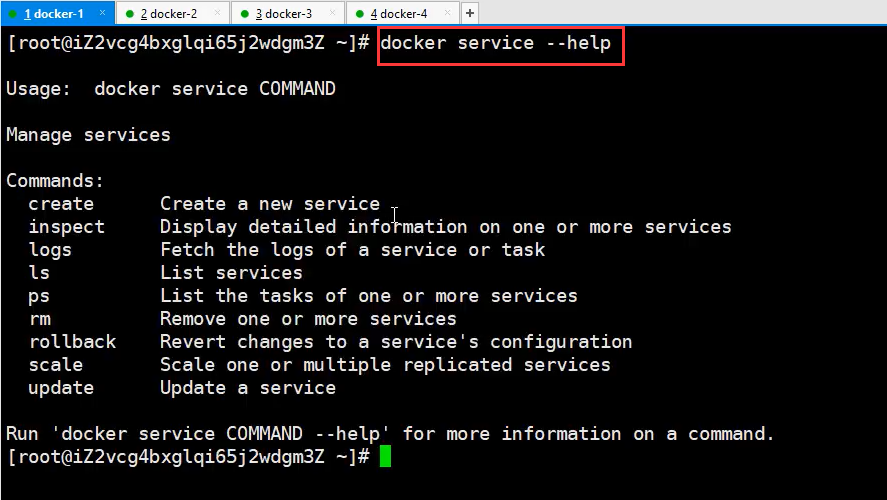 1 docker-1 × 2 docker-2 × 3 docker-3 × 4 docker-4 × +
[root@iZ2vcg4bxglqi65j2wdgm3Z ~]# docker service --help
Usage:  docker service COMMAND
Manage services
Commands:
  create      Create a new service
  inspect     Display detailed information on one or more services
  logs        Fetch the logs of a service or task
  ls          List services
  ps          List the tasks of one or more services
  rm          Remove one or more services
  rollback    Revert changes to a service's configuration
  scale       Scale one or multiple replicated services
  update      Update a service
Run 'docker service COMMAND --help' for more information on a command.
[root@iZ2vcg4bxglqi65j2wdgm3Z ~]#